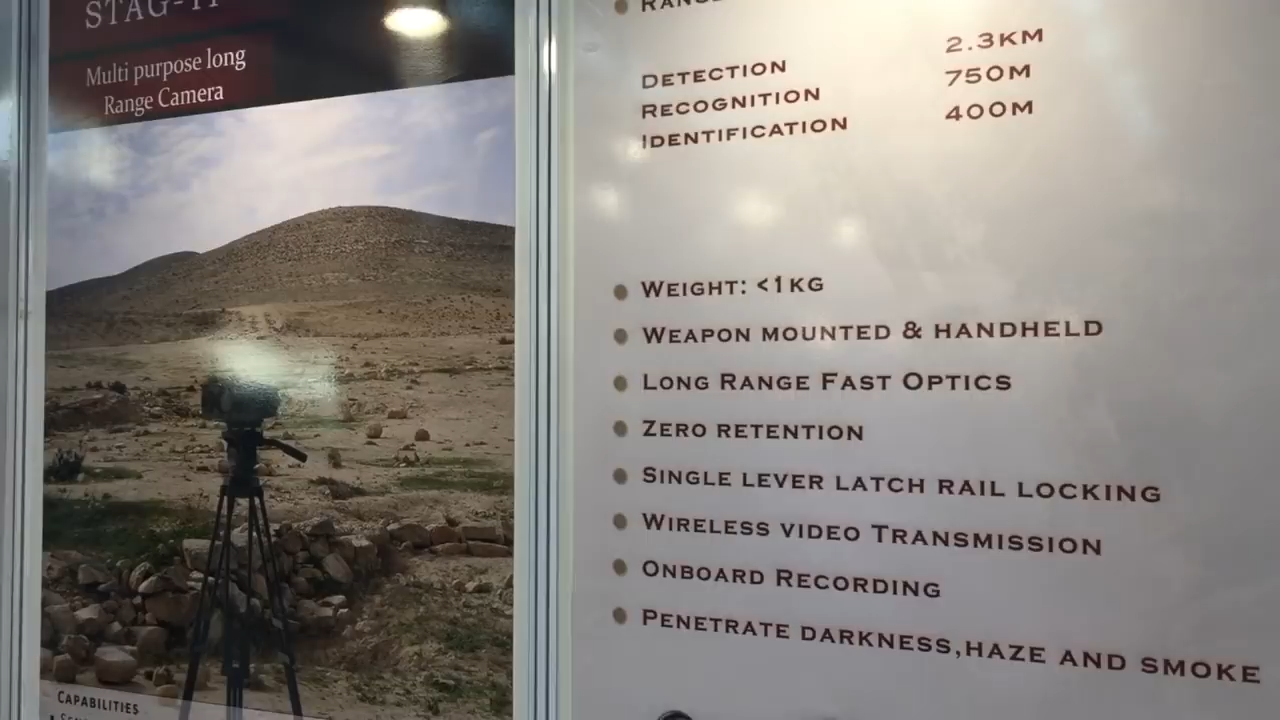 Multi purpose long
Range Camera
CAPABILITIES
RANGE
DETECTION 2.3KM
RECOGNITION 750M
IDENTIFICATION 400M
WEIGHT: <1KG
WEAPON MOUNTED & HANDHELD
LONG RANGE FAST OPTICS
ZERO RETENTION
SINGLE LEVER LATCH RAIL LOCKING
WIRELESS VIDEO TRANSMISSION
ONBOARD RECORDING
PENETRATE DARKNESS,HAZE AND SMOKE